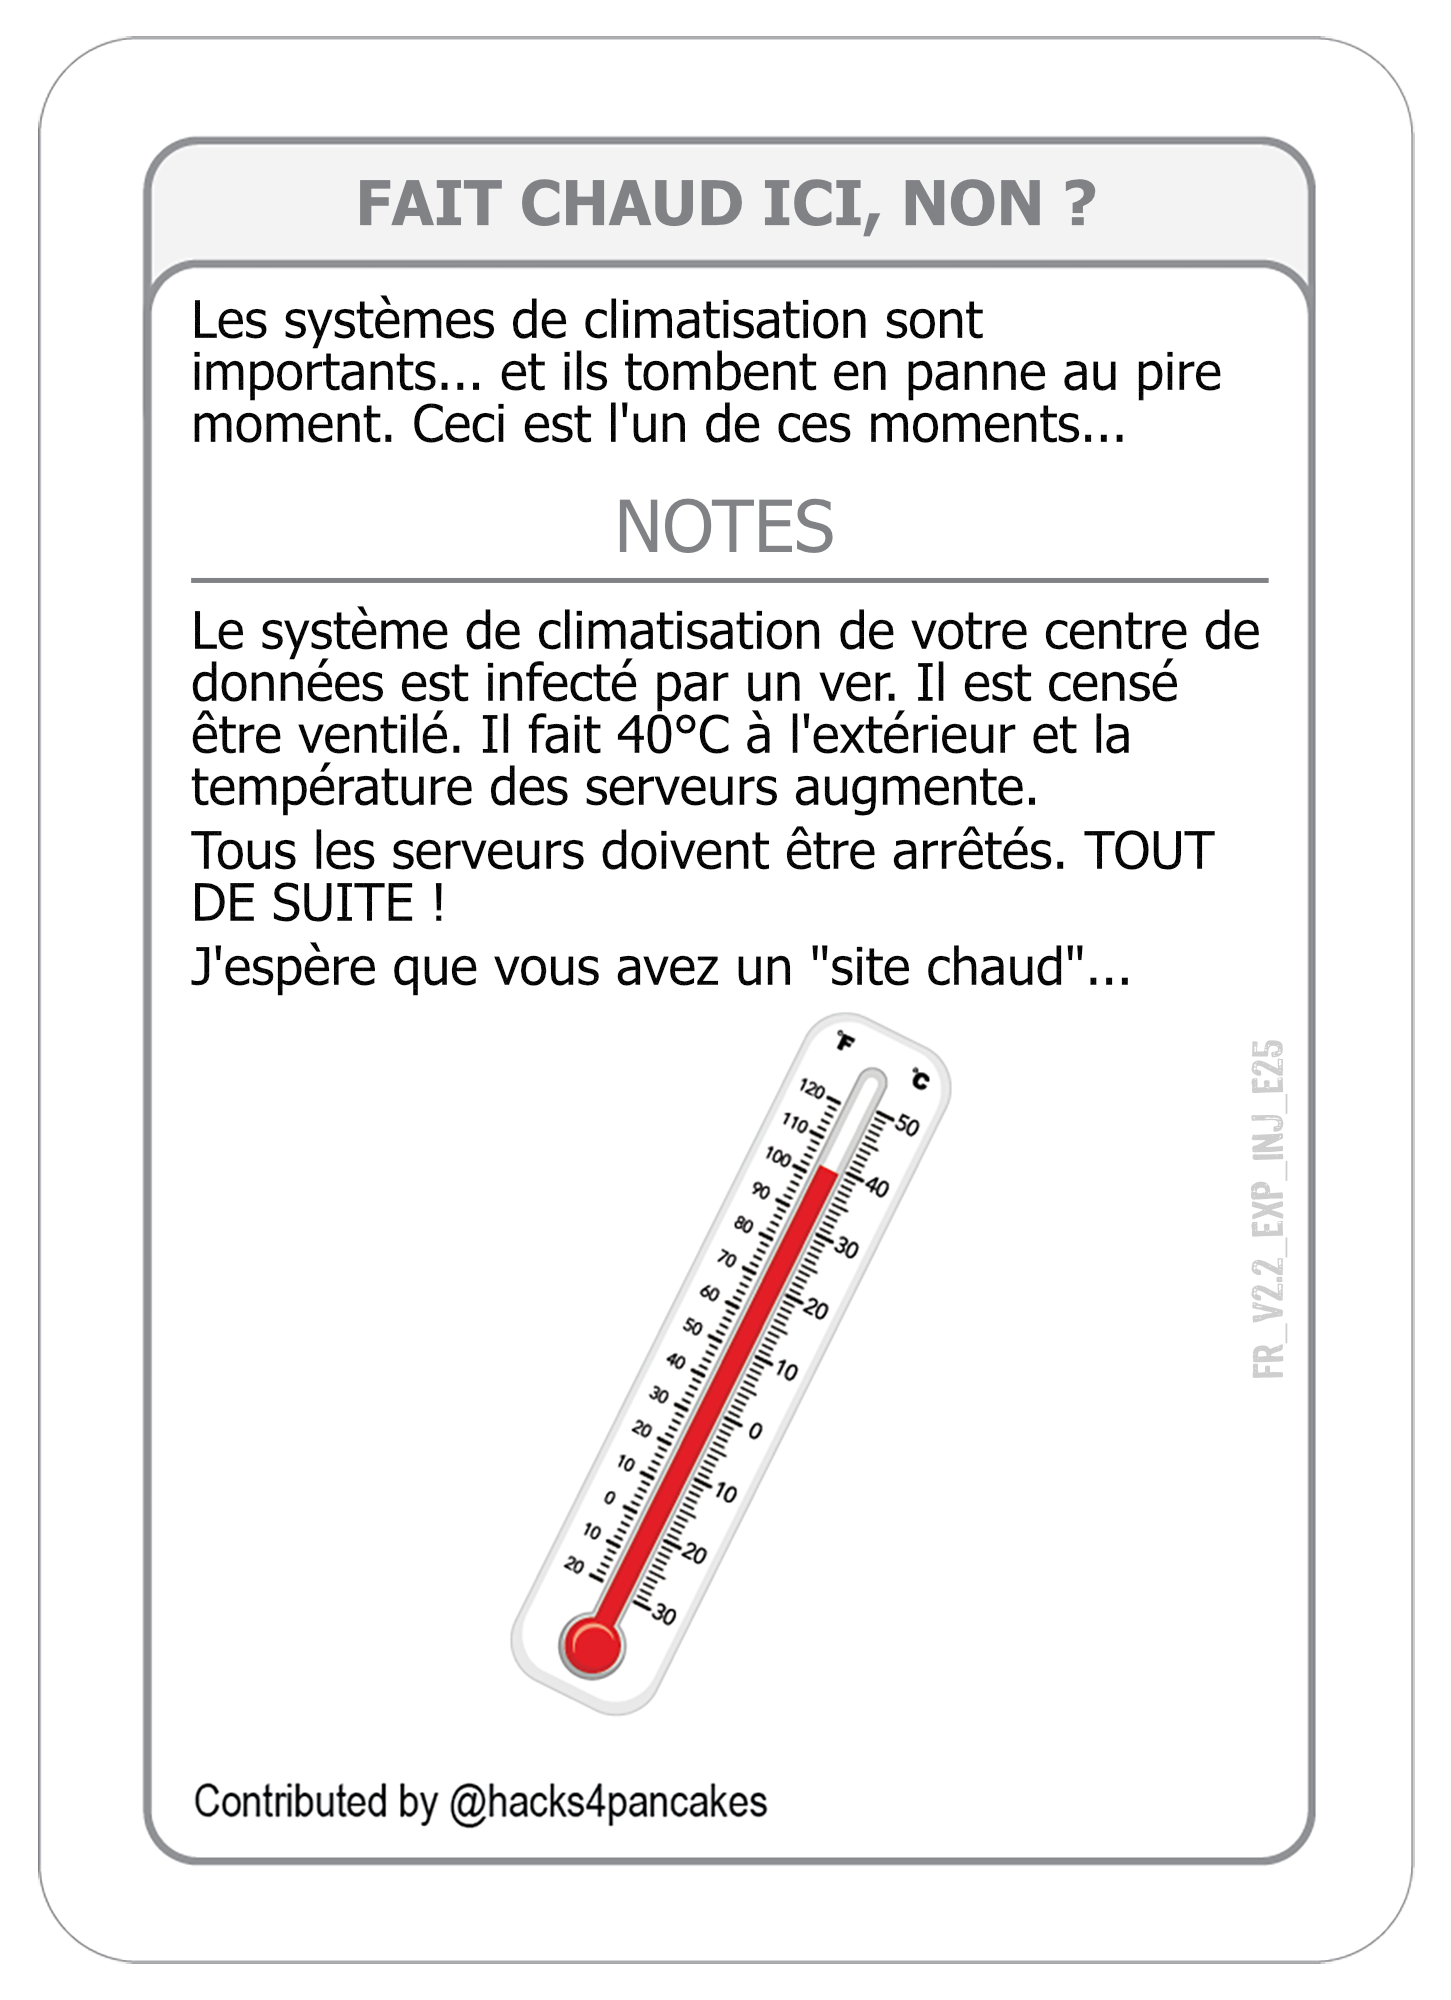 FAIT CHAUD ICI, NON ?
Les systèmes de climatisation sont
importants... et ils tombent en panne au pire
moment. Ceci est l'un de ces moments...
NOTES
Le système de climatisation de votre centre de
données est infecté par un ver. Il est censé
être ventilé. Il fait 40°C à l'extérieur et la
température des serveurs augmente.
Tous les serveurs doivent être arrêtés. TOUT
DE SUITE !
J'espère que vous avez un "site chaud"...
°F
°C
120
110
100
90
80
70
60
50
40
30
20
10
0
10
20
50
40
30
20
10
0
10
20
30
FR_V2.2_EXP_INJ_E25
Contributed by @hacks4pancakes